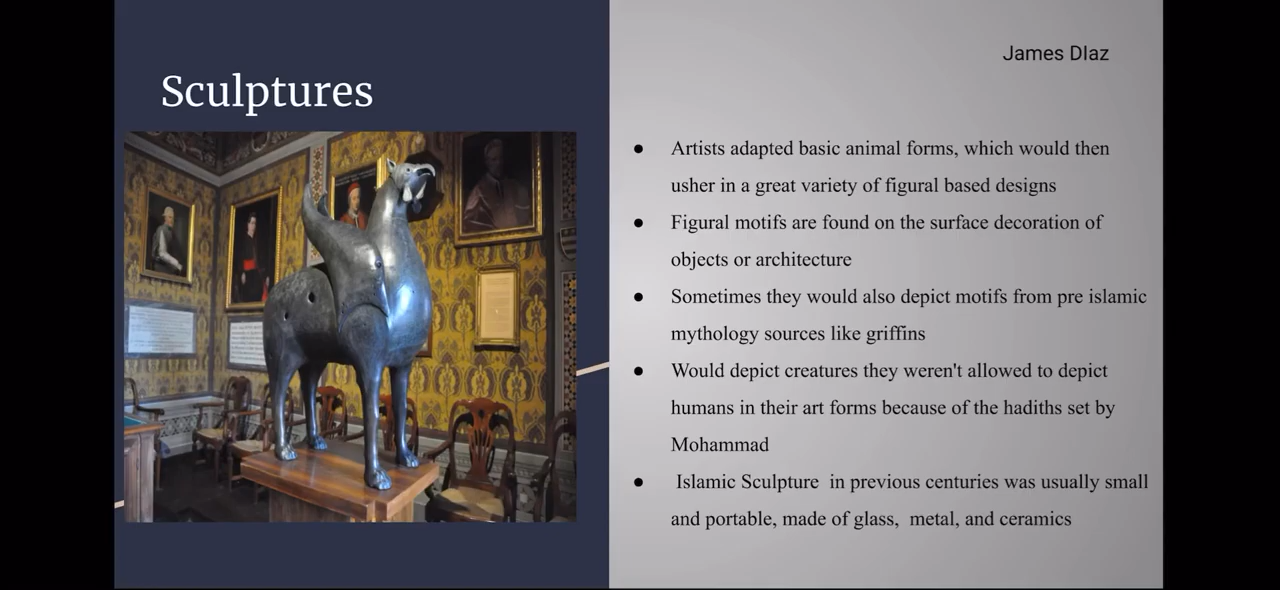 Sculptures
James DIaz
● Artists adapted basic animal forms, which would then
usher in a great variety of figural based designs
● Figural motifs are found on the surface decoration of
objects or architecture
● Sometimes they would also depict motifs from pre islamic
mythology sources like griffins
● Would depict creatures they weren't allowed to depict
humans in their art forms because of the hadiths set by
Mohammad
● Islamic Sculpture in previous centuries was usually small
and portable, made of glass, metal, and ceramics